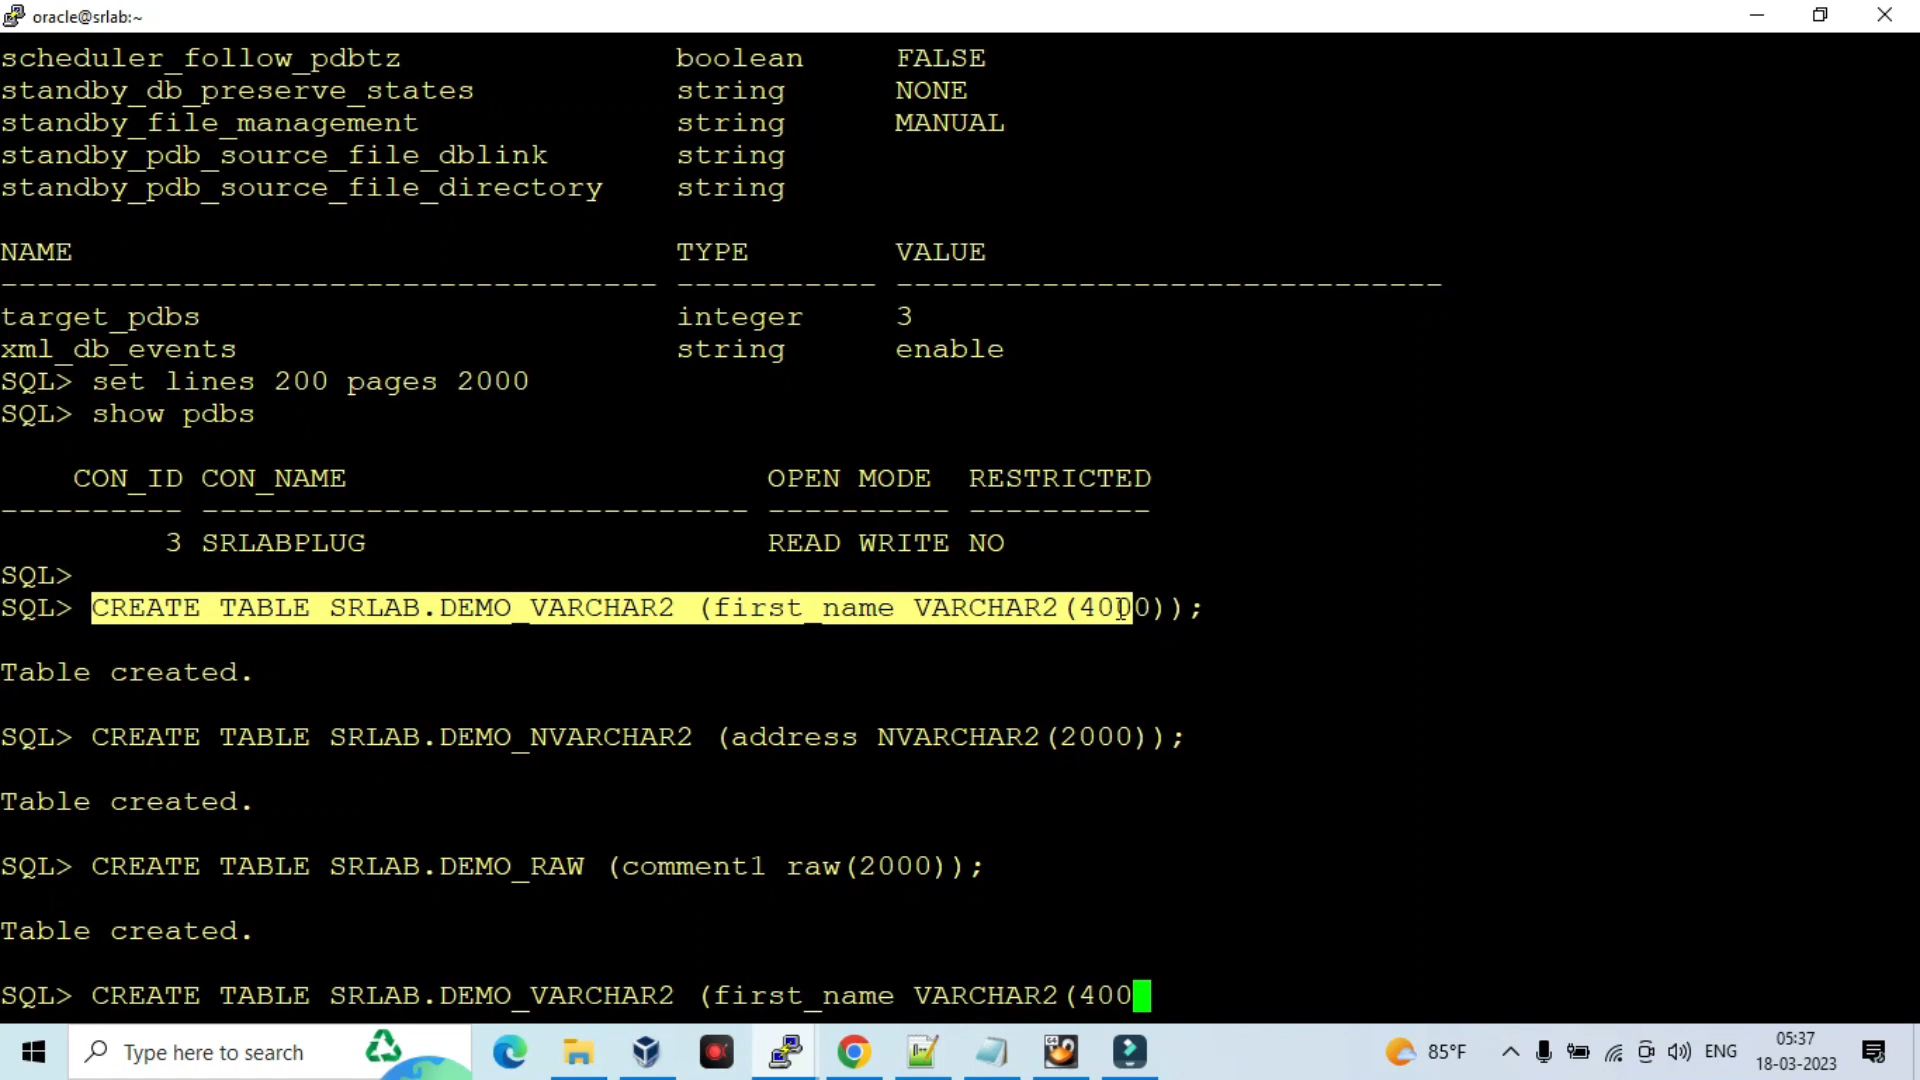 oracle@srlab:~
scheduler_follow_pdbtz boolean FALSE
standby_db_preserve_states string NONE
standby_file_management string MANUAL
standby_pdb_source_file_dblink string
standby_pdb_source_file_directory string
NAME TYPE VALUE
------------------------------------ ----------- ------------------------------
target_pdbs integer 3
xml_db_events string enable
SQL> set lines 200 pages 2000
SQL> show pdbs
CON_ID CON_NAME OPEN MODE RESTRICTED
---------- ------------------------------ ---------- ----------
3 SRLABPLUG READ WRITE NO
SQL>
SQL> CREATE TABLE SRLAB.DEMO_VARCHAR2 (first_name VARCHAR2(4000));
Table created.
SQL> CREATE TABLE SRLAB.DEMO_NVARCHAR2 (address NVARCHAR2(2000));
Table created.
SQL> CREATE TABLE SRLAB.DEMO_RAW (comment1 raw(2000));
Table created.
SQL> CREATE TABLE SRLAB.DEMO_VARCHAR2 (first_name VARCHAR2(400
Type here to search
85°F
ENG
05:37
18-03-2023